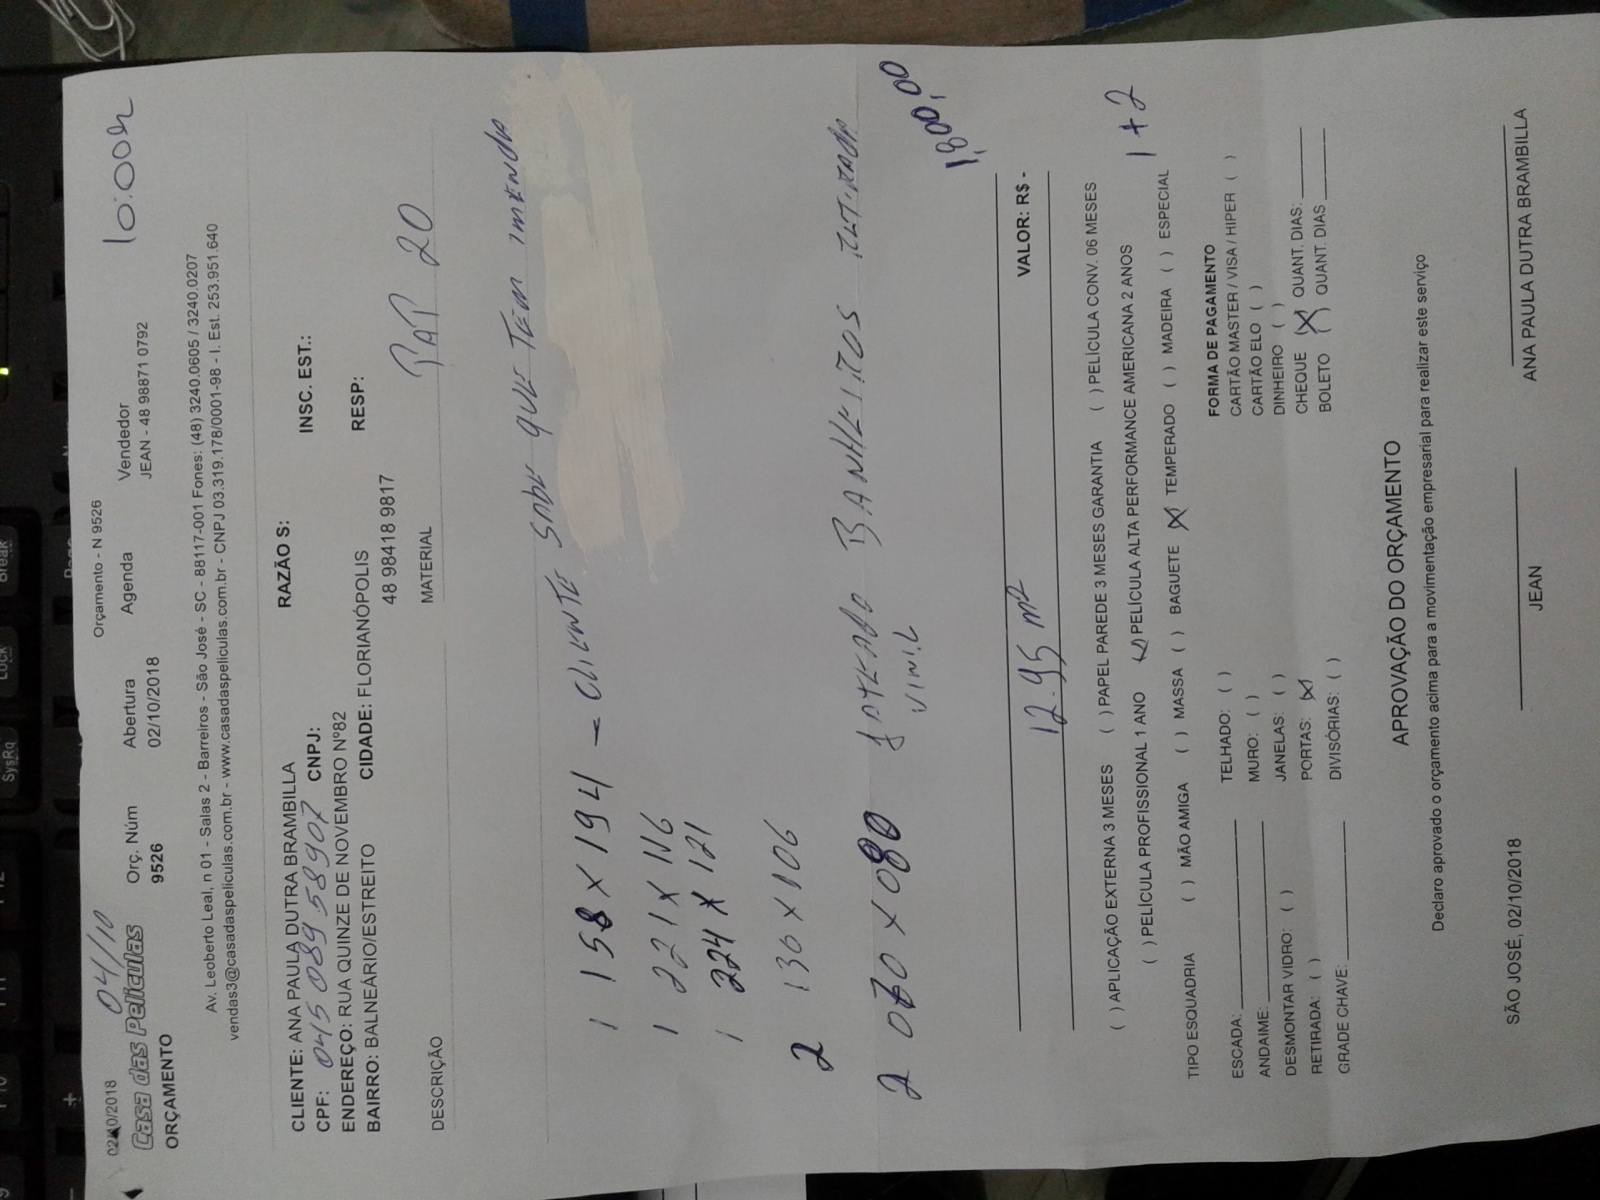 Orçamento - N 9526
02/10/2018 04/10 10:00h
Casa das Películas Orç. Núm Abertura Agenda Vendedor
9526 02/10/2018 JEAN - 48 98871 0792
ORÇAMENTO
Av. Leoberto Leal, n 01 - Salas 2 - Barreiros - São José - SC - 88117-001 Fones: (48) 3240.0605 / 3240.0207
vendas3@casadaspeliculas.com.br - www.casadaspeliculas.com.br - CNPJ 03.319.178/0001-98 - I. Est. 253.951.640
CLIENTE: ANA PAULA DUTRA BRAMBILLA RAZÃO S:
CPF: 045 089 589 07 CNPJ: INSC. EST.:
ENDEREÇO: RUA QUINZE DE NOVEMBRO Nº82
BAIRRO: BALNEÁRIO/ESTREITO CIDADE: FLORIANÓPOLIS RESP:
48 98418 9817
DESCRIÇÃO MATERIAL
PAT 20
1 158 X 194 - CLIENTE SABE QUE TEM EMENDA
1 221 X 116
1 224 X 121
2 130 X 106
2 080 JATEADO BANHEIROS RETIRADA
VINIL
1.800,00
VALOR: R$ -
12.95 m²
( ) APLICAÇÃO EXTERNA 3 MESES ( ) PAPEL PAREDE 3 MESES GARANTIA ( ) PELÍCULA CONV. 06 MESES
( ) PELÍCULA PROFISSIONAL 1 ANO (✓) PELÍCULA ALTA PERFORMANCE AMERICANA 2 ANOS
1 + 2
TIPO ESQUADRIA ( ) MÃO AMIGA ( ) MASSA ( ) BAGUETE (X) TEMPERADO ( ) MADEIRA ( ) ESPECIAL
FORMA DE PAGAMENTO
ESCADA: TELHADO: ( ) CARTÃO MASTER / VISA / HIPER ( )
ANDAIME: MURO: ( ) CARTÃO ELO ( )
DESMONTAR VIDRO: ( ) JANELAS: ( ) DINHEIRO ( )
RETIRADA: ( ) PORTAS: (X) CHEQUE (X) QUANT. DIAS:
GRADE CHAVE: DIVISÓRIAS: ( ) BOLETO ( ) QUANT. DIAS
APROVAÇÃO DO ORÇAMENTO
Declaro aprovado o orçamento acima para a movimentação empresarial para realizar este serviço
SÃO JOSÉ, 02/10/2018
JEAN ANA PAULA DUTRA BRAMBILLA
SysRq
Lock
Break